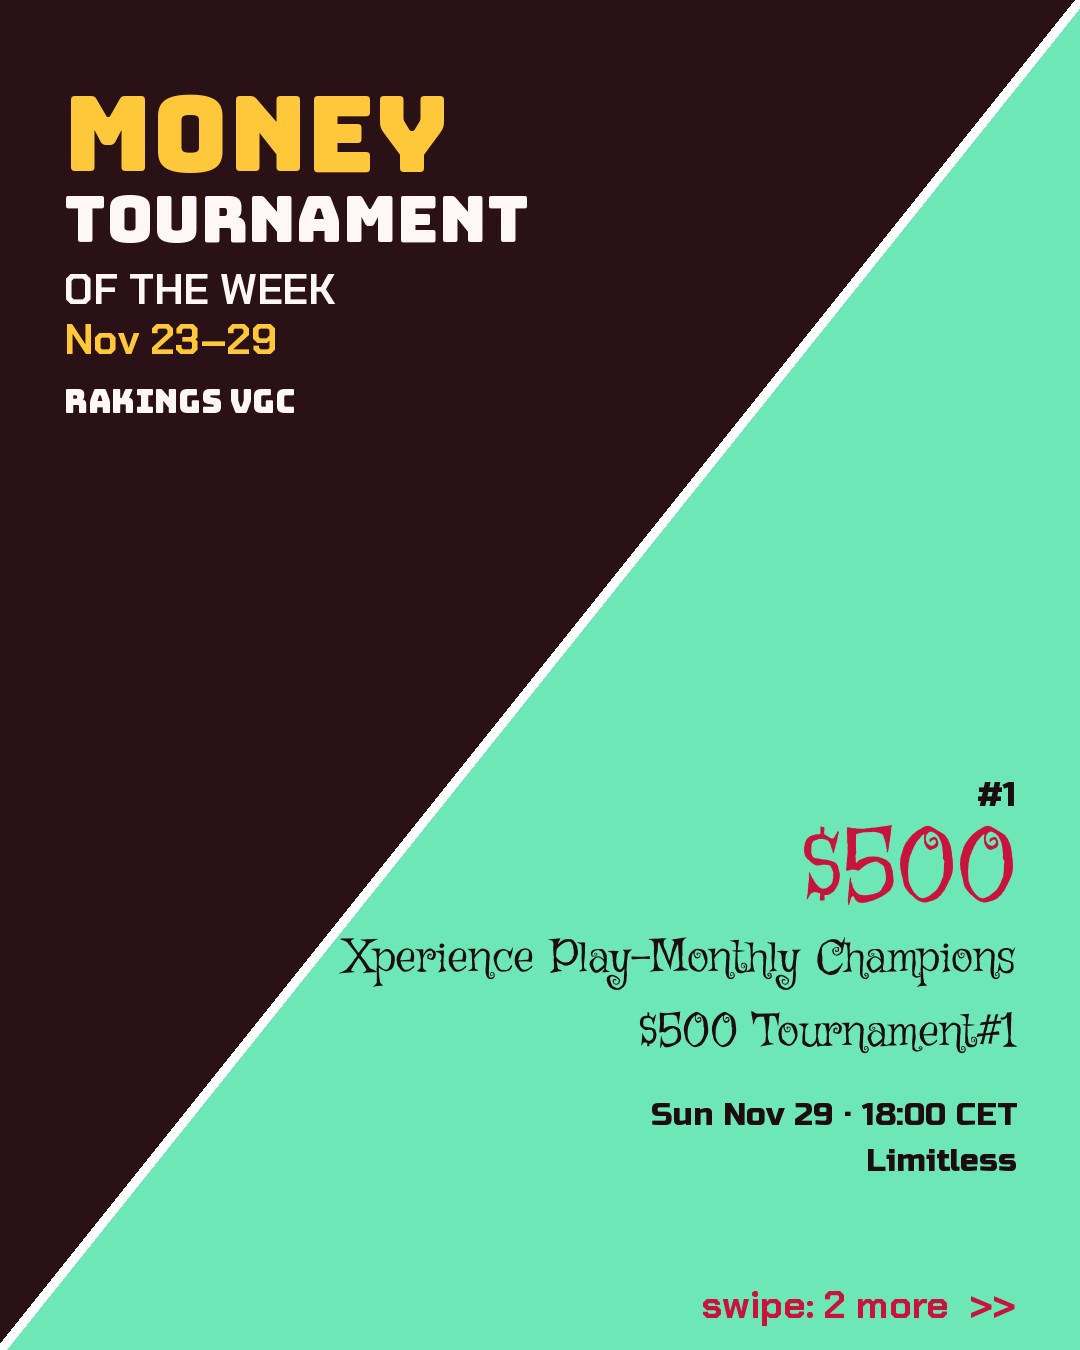 MONEY
TOURNAMENT
OF THE WEEK
Nov 23–29
RAKINGS VGC
#1
$500
Xperience Play-Monthly Champions
$500 Tournament#1
Sun Nov 29 · 18:00 CET
Limitless
swipe: 2 more >>